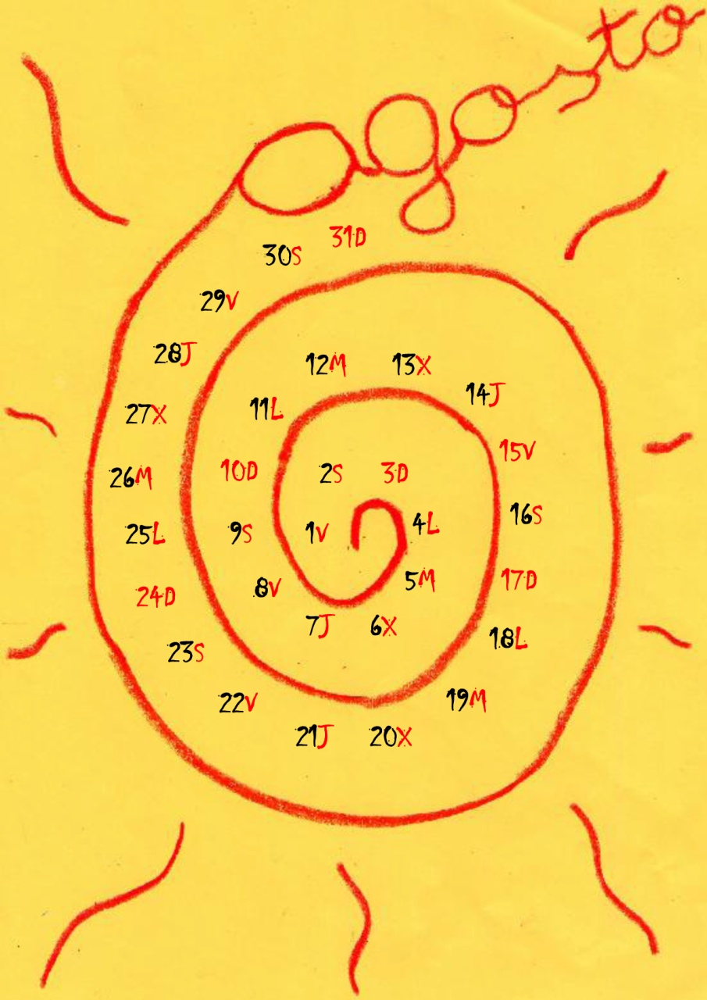 agosto
1V
2S
3D
4L
5M
6X
7J
8V
9S
10D
11L
12M
13X
14J
15V
16S
17D
18L
19M
20X
21J
22V
23S
24D
25L
26M
27X
28J
29V
30S
31D